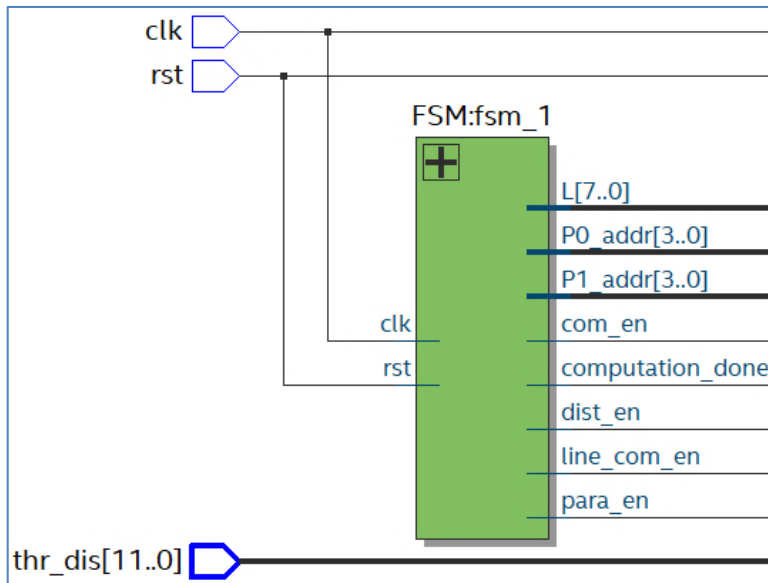 clk
rst
FSM:fsm_1
L[7..0]
P0_addr[3..0]
P1_addr[3..0]
clk
com_en
rst
computation_done
dist_en
line_com_en
para_en
thr_dis[11..0]